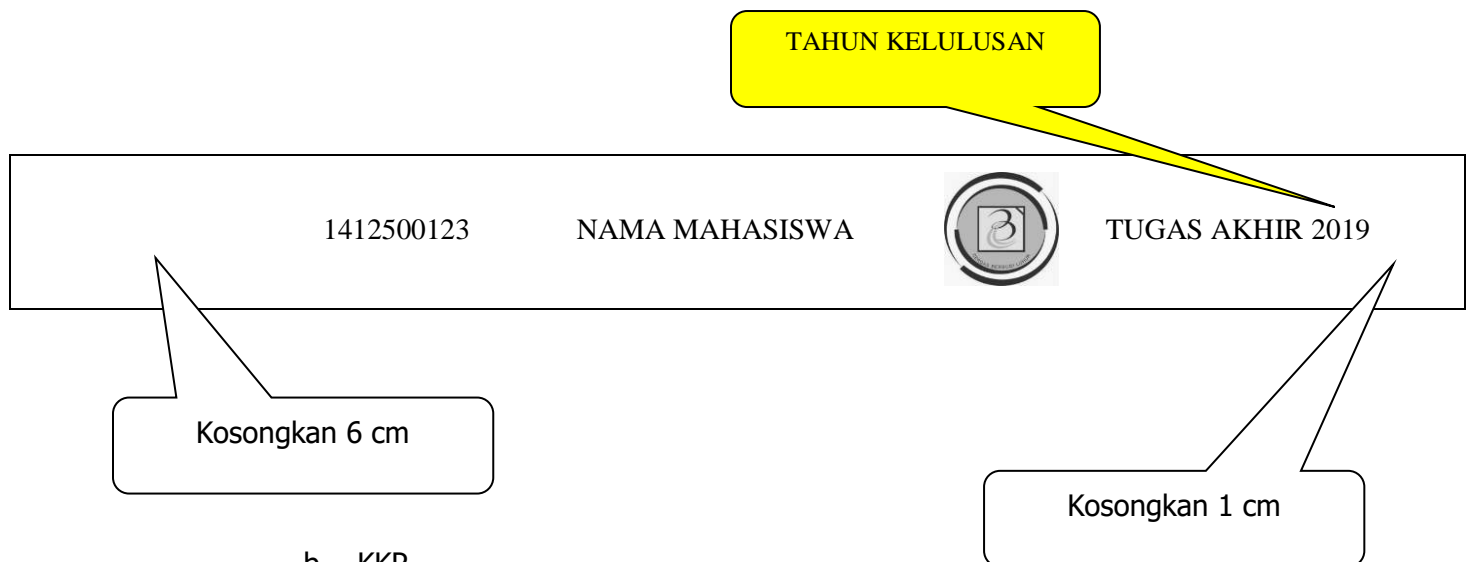 TAHUN KELULUSAN
1412500123 NAMA MAHASISWA TUGAS AKHIR 2019
Kosongkan 6 cm
Kosongkan 1 cm